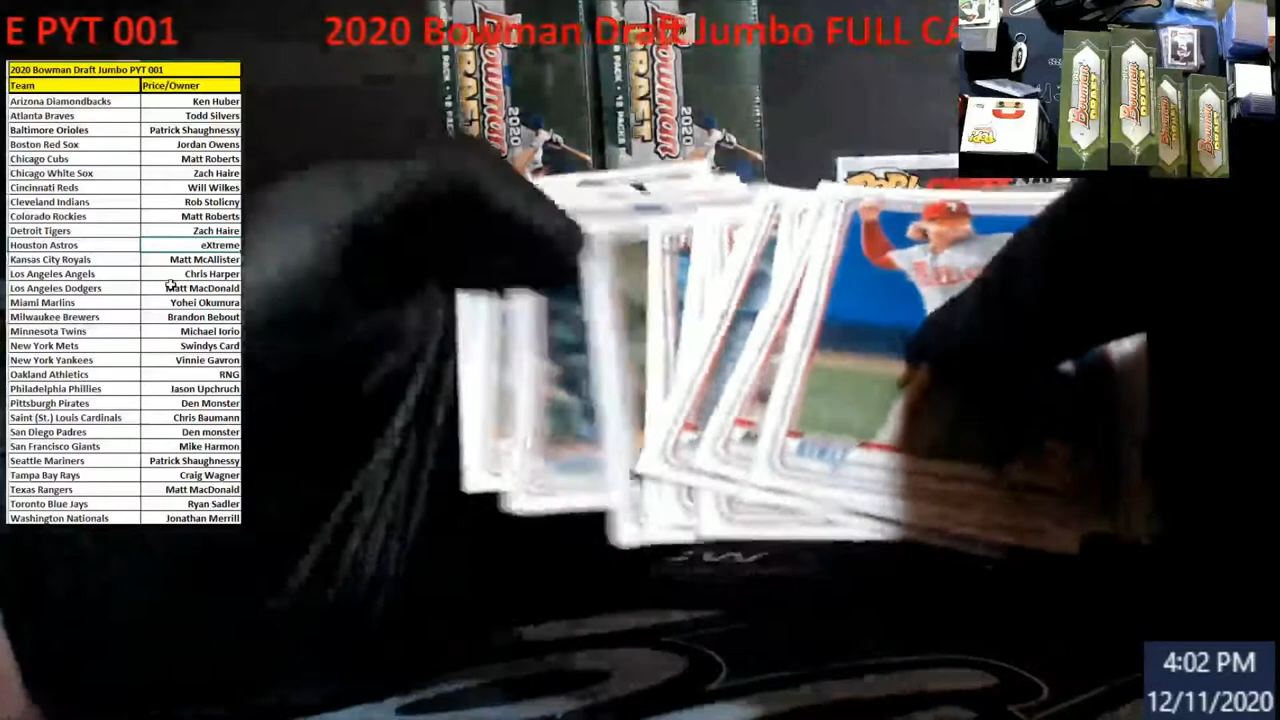 E PYT 001
2020 Bowman Draft Jumbo FULL CA
2020 Bowman Draft Jumbo PYT 001
Team Price/Owner
Arizona Diamondbacks Ken Huber
Atlanta Braves Todd Silvers
Baltimore Orioles Patrick Shaughnessy
Boston Red Sox Jordan Owens
Chicago Cubs Matt Roberts
Chicago White Sox Zach Haire
Cincinnati Reds Will Wilkes
Cleveland Indians Rob Stolicny
Colorado Rockies Matt Roberts
Detroit Tigers Zach Haire
Houston Astros eXtreme
Kansas City Royals Matt McAllister
Los Angeles Angels Chris Harper
Los Angeles Dodgers Matt MacDonald
Miami Marlins Yohei Okumura
Milwaukee Brewers Brandon Bebout
Minnesota Twins Michael Iorio
New York Mets Swindys Card
New York Yankees Vinnie Gavron
Oakland Athletics RNG
Philadelphia Phillies Jason Upchruch
Pittsburgh Pirates Den Monster
Saint (St.) Louis Cardinals Chris Baumann
San Diego Padres Den monster
San Francisco Giants Mike Harmon
Seattle Mariners Patrick Shaughnessy
Tampa Bay Rays Craig Wagner
Texas Rangers Matt MacDonald
Toronto Blue Jays Ryan Sadler
Washington Nationals Jonathan Merrill
Bowman
DRAFT
2020
Bowman
DRAFT
2020
Bowman
Bowman
4:02 PM
12/11/2020